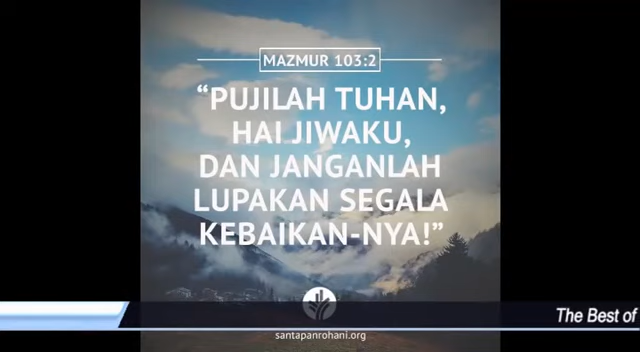 MAZMUR 103:2
“PUJILAH TUHAN,
HAI JIWAKU,
DAN JANGANLAH
LUPAKAN SEGALA
KEBAIKAN-NYA!”
The Best of
santapanrohani.org